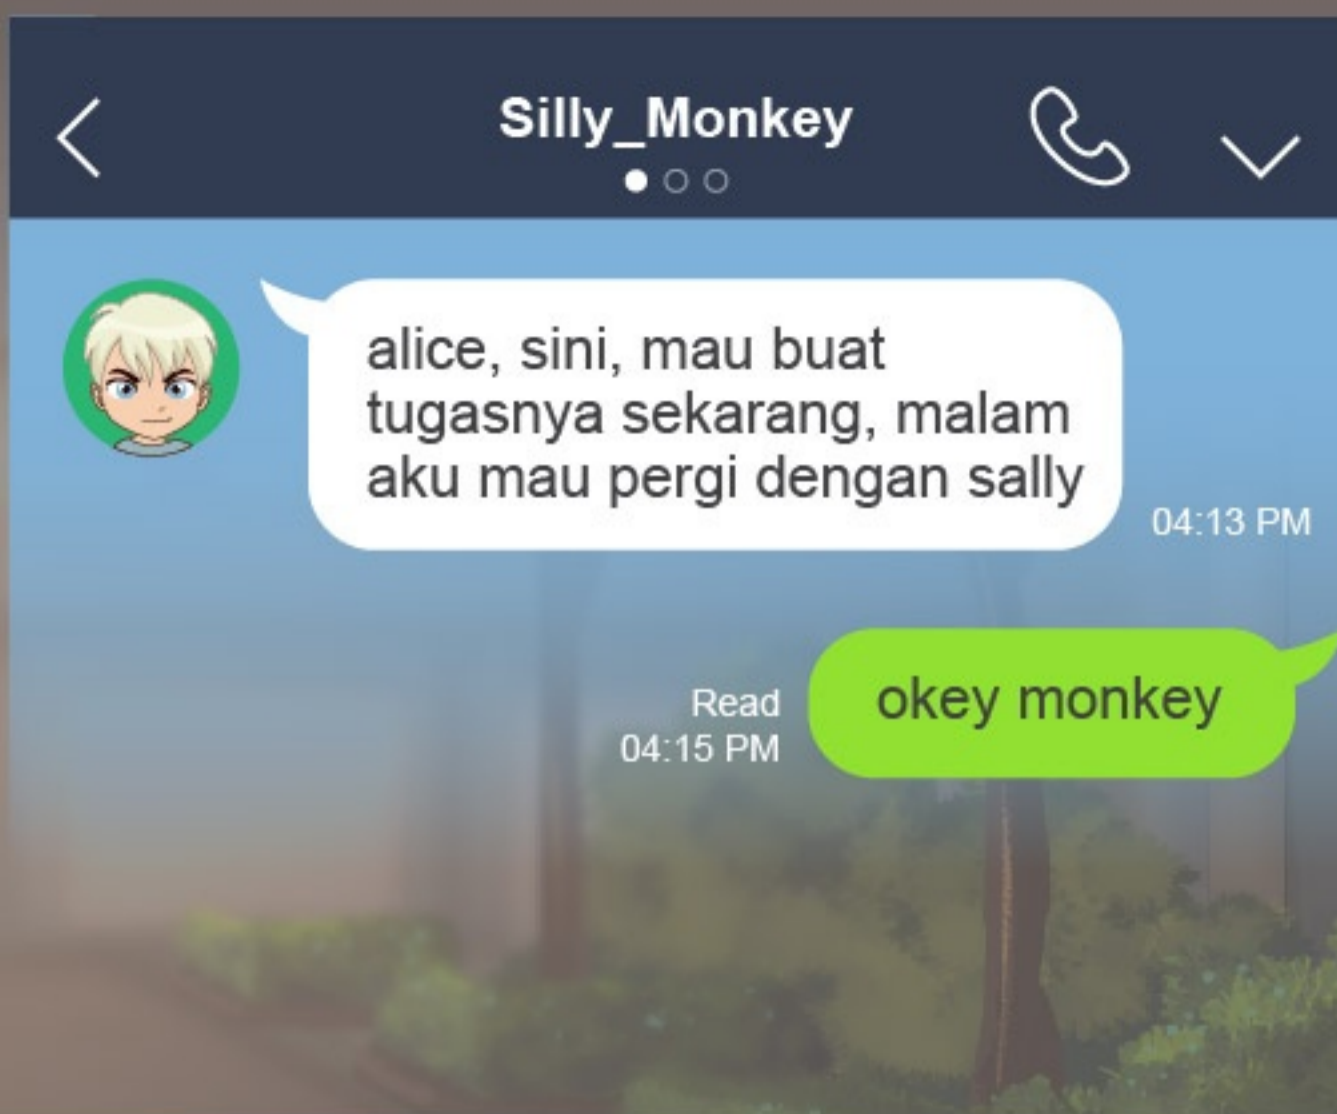 Silly_Monkey
alice, sini, mau buat
tugasnya sekarang, malam
aku mau pergi dengan sally
04:13 PM
okey monkey
Read
04:15 PM